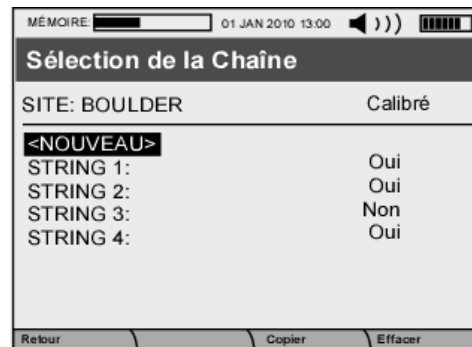 MÉMOIRE: 01 JAN 2010 13:00
Sélection de la Chaîne
SITE: BOULDER Calibré
<NOUVEAU>
STRING 1: Oui
STRING 2: Oui
STRING 3: Non
STRING 4: Oui
Retour Copier Effacer